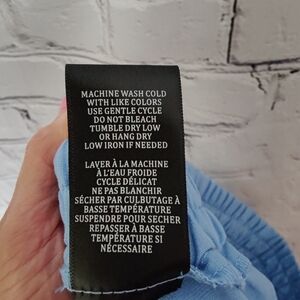 MACHINE WASH COLD
WITH LIKE COLORS
USE GENTLE CYCLE
DO NOT BLEACH
TUMBLE DRY LOW
OR HANG DRY
LOW IRON IF NEEDED
LAVER À LA MACHINE
À L'EAU FROIDE
CYCLE DÉLICAT
NE PAS BLANCHIR
SÉCHER PAR CULBUTAGE À
BASSE TEMPÉRATURE
SUSPENDRE POUR SECHER
REPASSER À BASSE
TEMPÉRATURE SI
NÉCESSAIRE